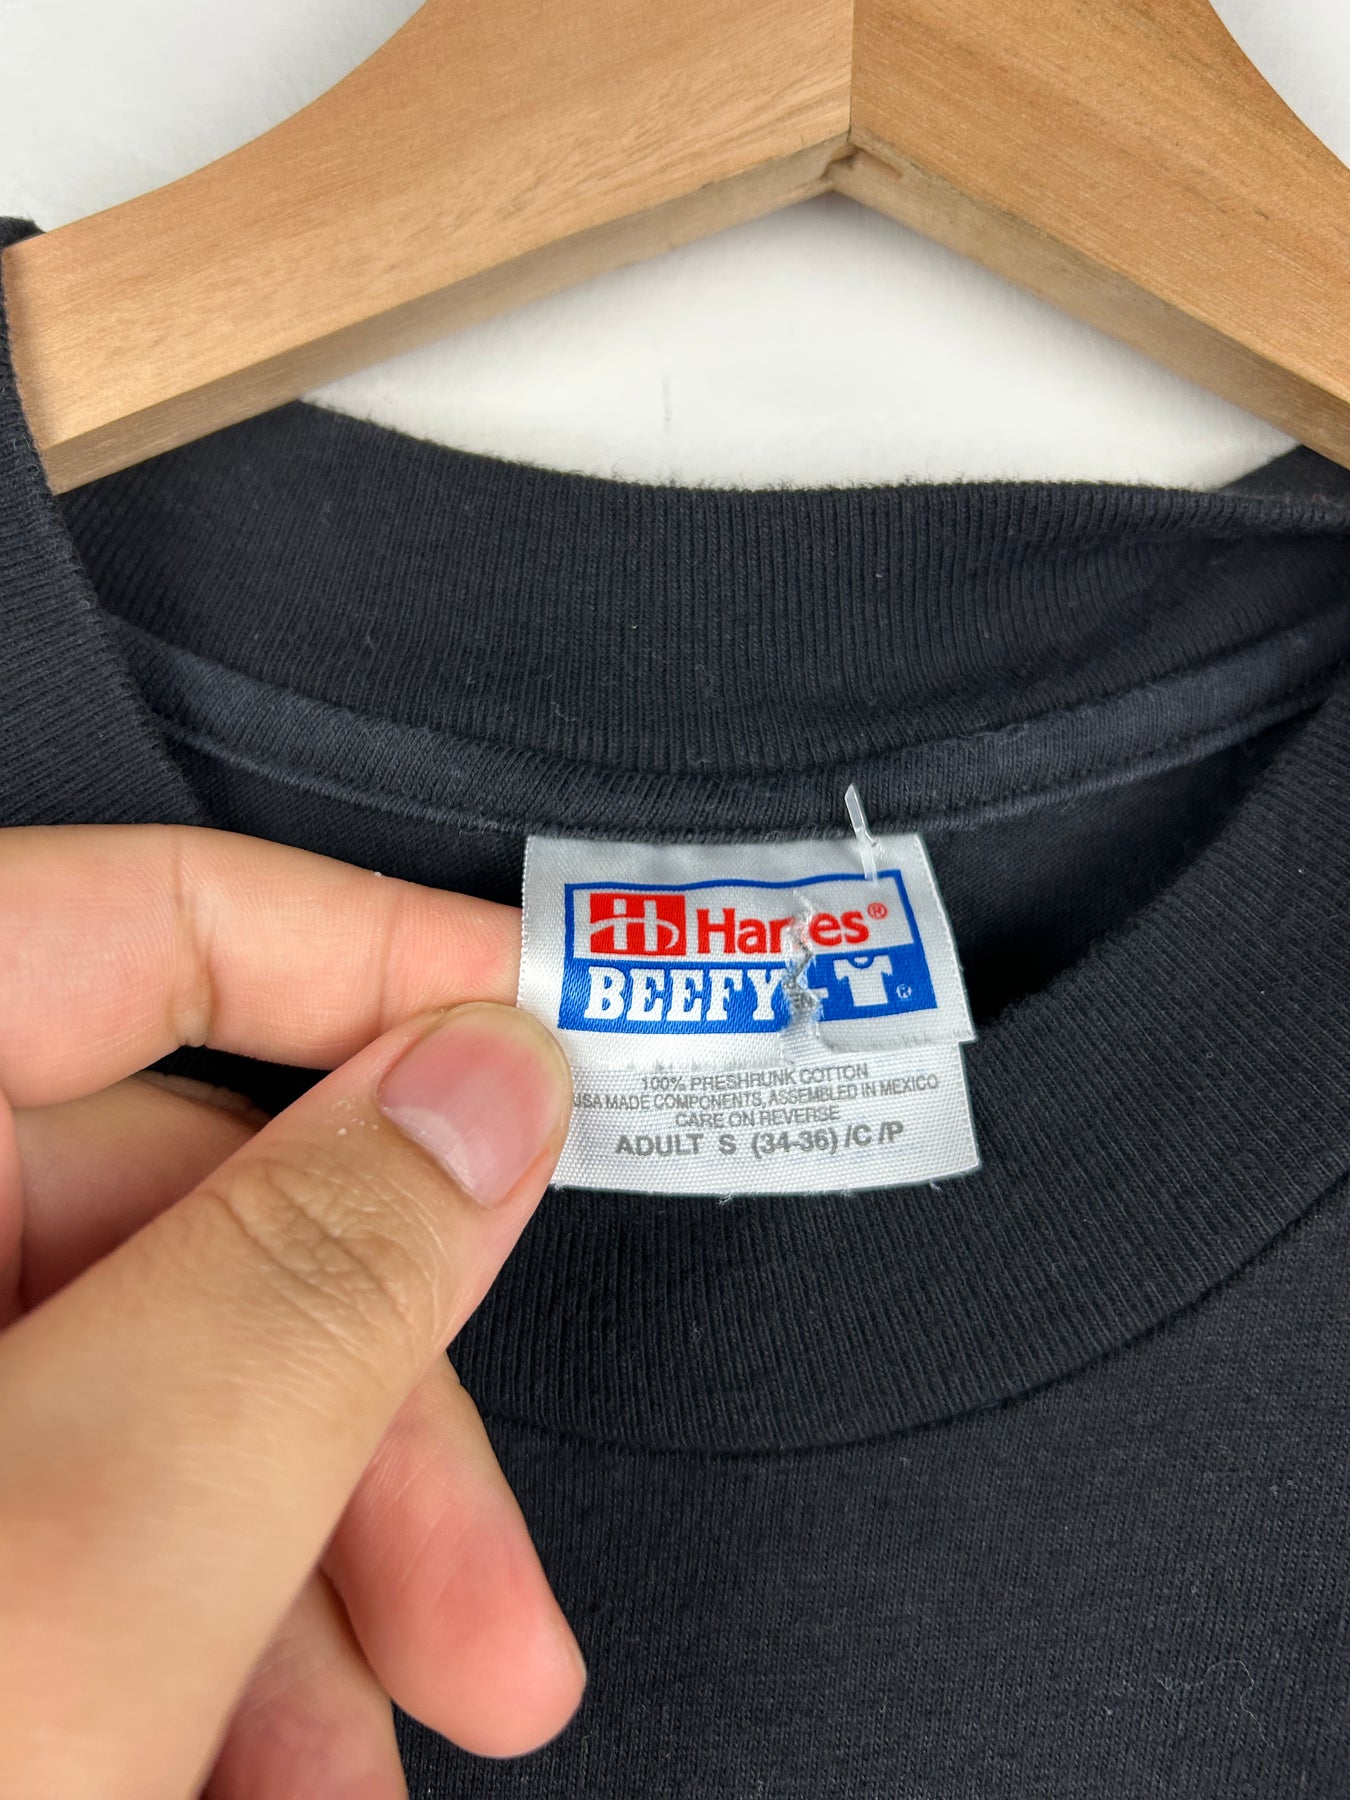 Hanes®
BEEFY-®
100% PRESHRUNK COTTON
USA MADE COMPONENTS, ASSEMBLED IN MEXICO
CARE ON REVERSE
ADULT S (34-36) /C /P